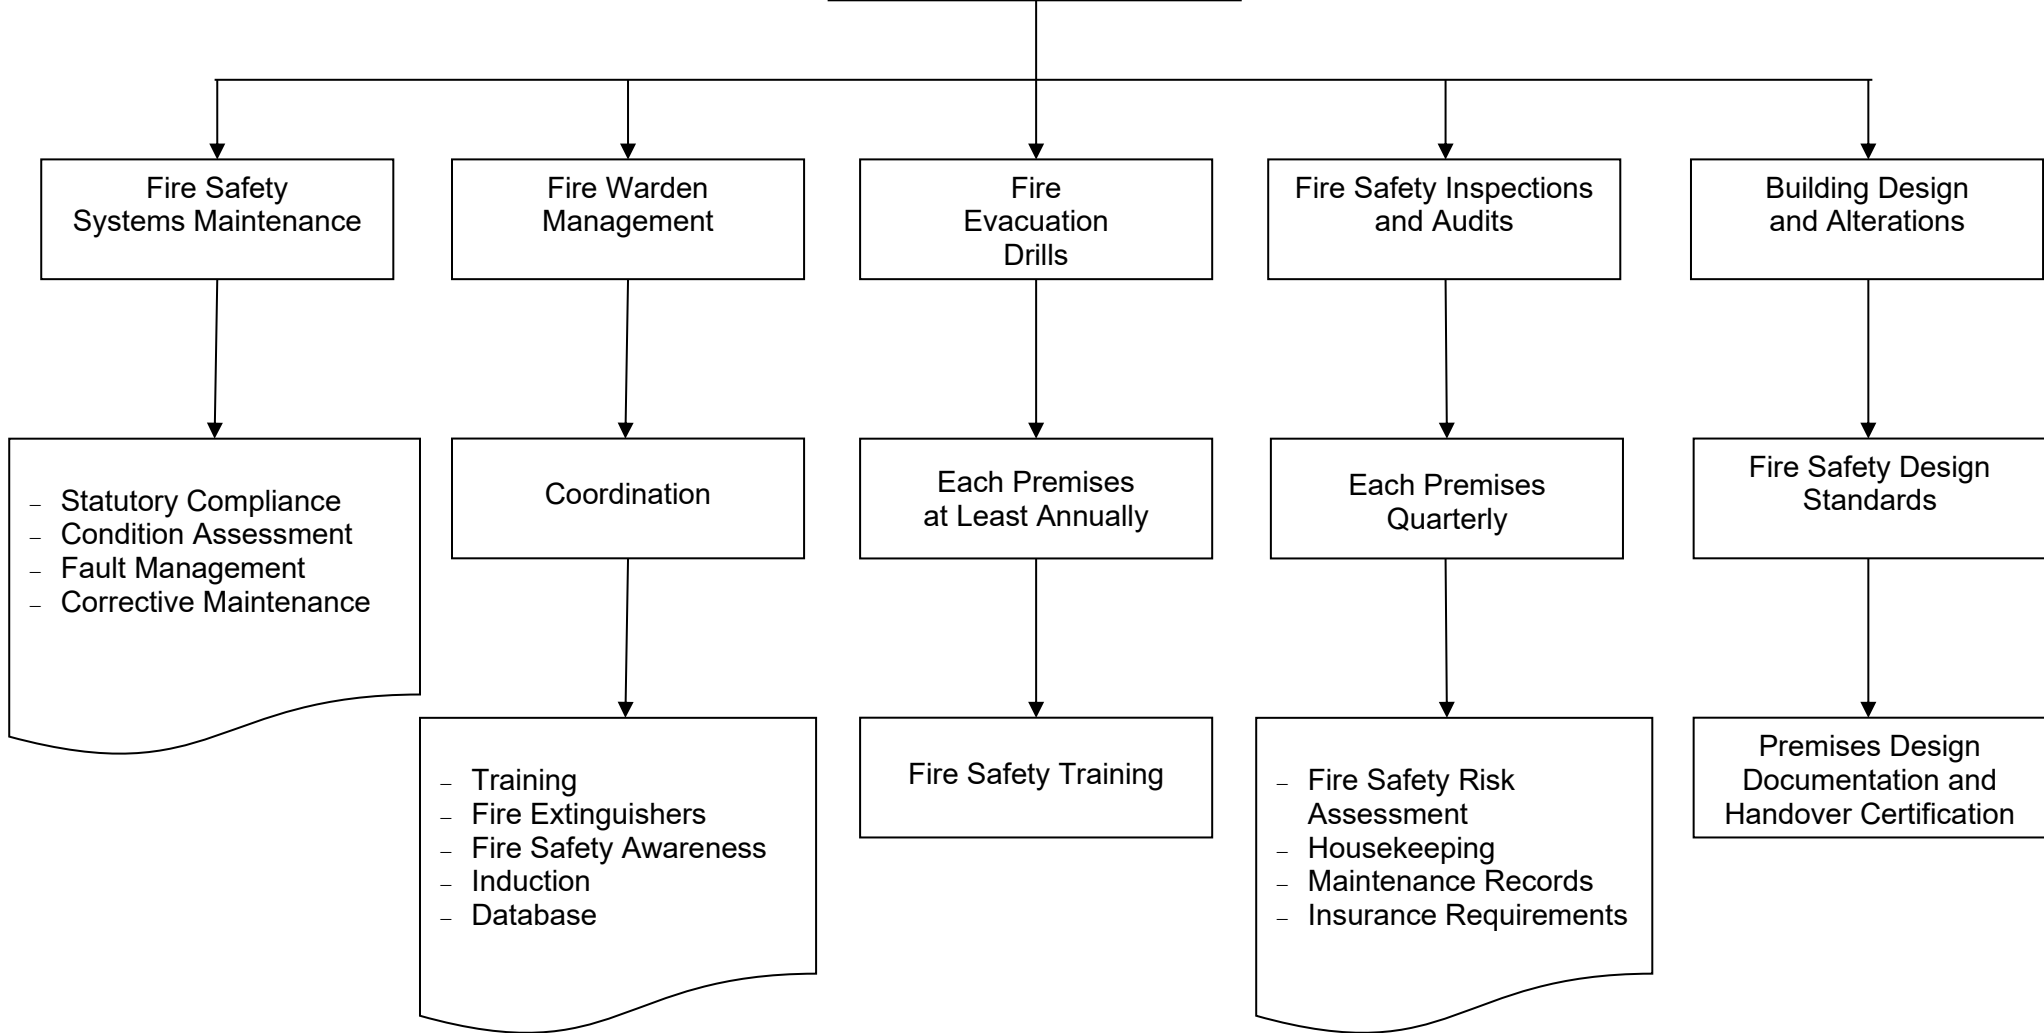 Fire Safety
Systems Maintenance
Fire Warden
Management
Fire
Evacuation
Drills
Fire Safety Inspections
and Audits
Building Design
and Alterations
– Statutory Compliance
– Condition Assessment
– Fault Management
– Corrective Maintenance
Coordination
Each Premises
at Least Annually
Each Premises
Quarterly
Fire Safety Design
Standards
– Training
– Fire Extinguishers
– Fire Safety Awareness
– Induction
– Database
Fire Safety Training
– Fire Safety Risk
Assessment
– Housekeeping
– Maintenance Records
– Insurance Requirements
Premises Design
Documentation and
Handover Certification